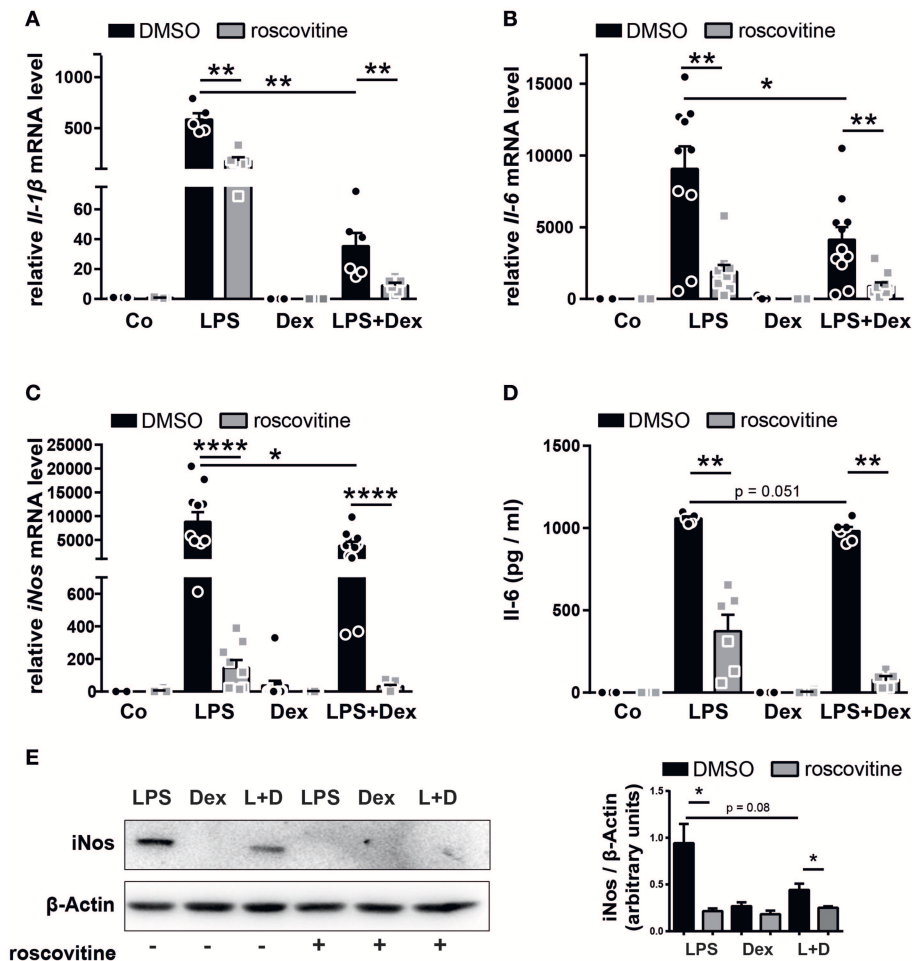 A
DMSO roscovitine
relative Il-1β mRNA level
1000
500
60
40
20
0
** ** **
Co LPS Dex LPS+Dex
B
DMSO roscovitine
relative Il-6 mRNA level
15000
10000
5000
0
** * **
Co LPS Dex LPS+Dex
C
DMSO roscovitine
relative iNos mRNA level
25000
20000
15000
10000
5000
600
400
200
0
**** * ****
Co LPS Dex LPS+Dex
D
DMSO roscovitine
Il-6 (pg / ml)
1500
1000
500
0
** p = 0.051 **
Co LPS Dex LPS+Dex
E
LPS Dex L+D LPS Dex L+D
iNos
β-Actin
roscovitine - - - + + +
DMSO roscovitine
iNos / β-Actin
(arbitrary units)
1.5
1.0
0.5
0.0
* p = 0.08 *
LPS Dex L+D